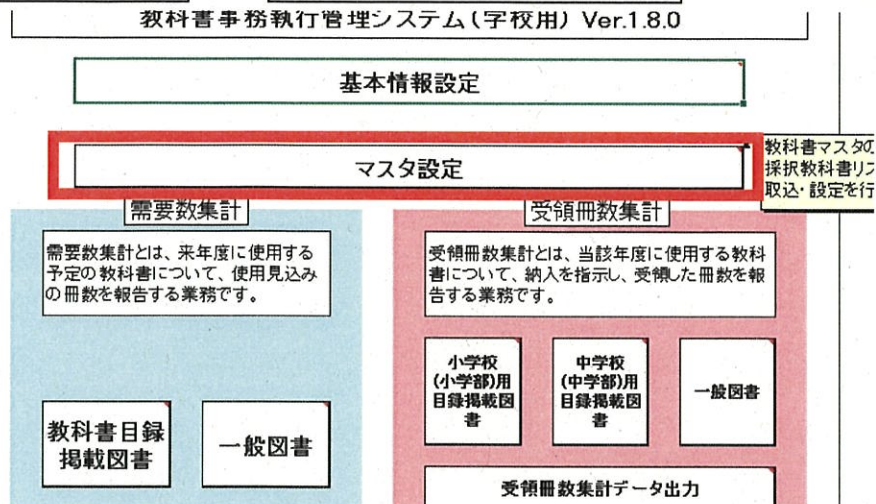 教科書事務執行管理システム(学校用) Ver.1.8.0
基本情報設定
マスタ設定
教科書マスタの
採択教科書リス
取込・設定を行
需要数集計
需要数集計とは、来年度に使用する
予定の教科書について、使用見込み
の冊数を報告する業務です。
教科書目録
掲載図書
一般図書
受領冊数集計
受領冊数集計とは、当該年度に使用する教科
書について、納入を指示し、受領した冊数を報
告する業務です。
小学校
(小学部)用
目録掲載図
書
中学校
(中学部)用
目録掲載図
書
一般図書
受領冊数集計データ出力